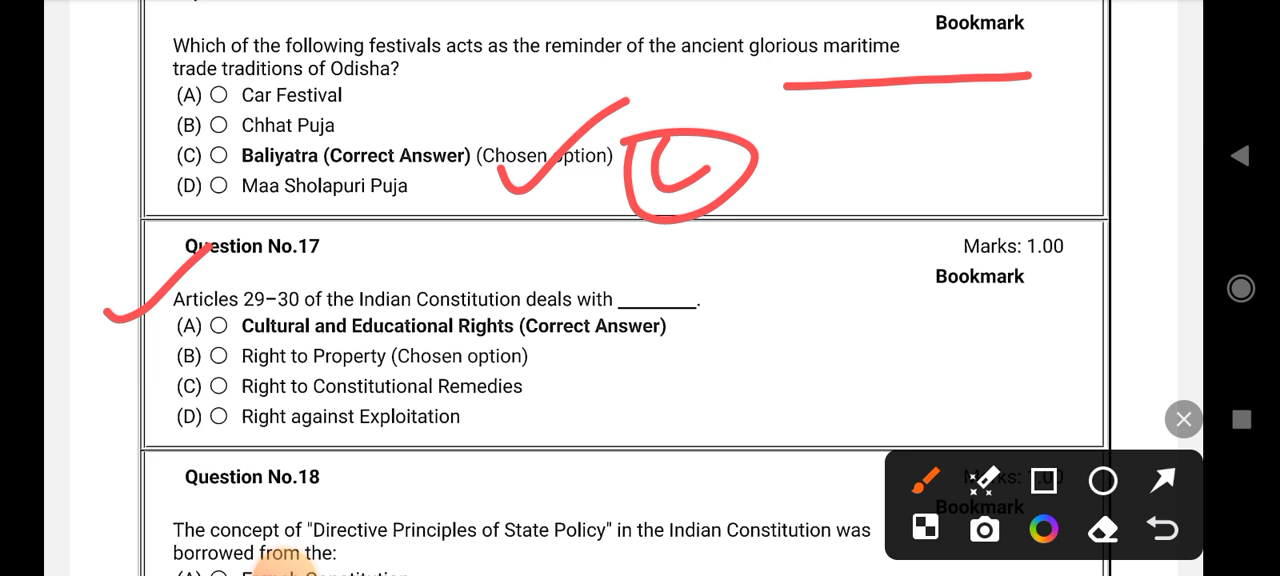 Bookmark
Which of the following festivals acts as the reminder of the ancient glorious maritime
trade traditions of Odisha?
(A) Car Festival
(B) Chhat Puja
(C) Baliyatra (Correct Answer) (Chosen option)
(D) Maa Sholapuri Puja
C
Question No.17 Marks: 1.00
Bookmark
Articles 29–30 of the Indian Constitution deals with ________.
(A) Cultural and Educational Rights (Correct Answer)
(B) Right to Property (Chosen option)
(C) Right to Constitutional Remedies
(D) Right against Exploitation
Question No.18
Bookmark
The concept of "Directive Principles of State Policy" in the Indian Constitution was
borrowed from the: